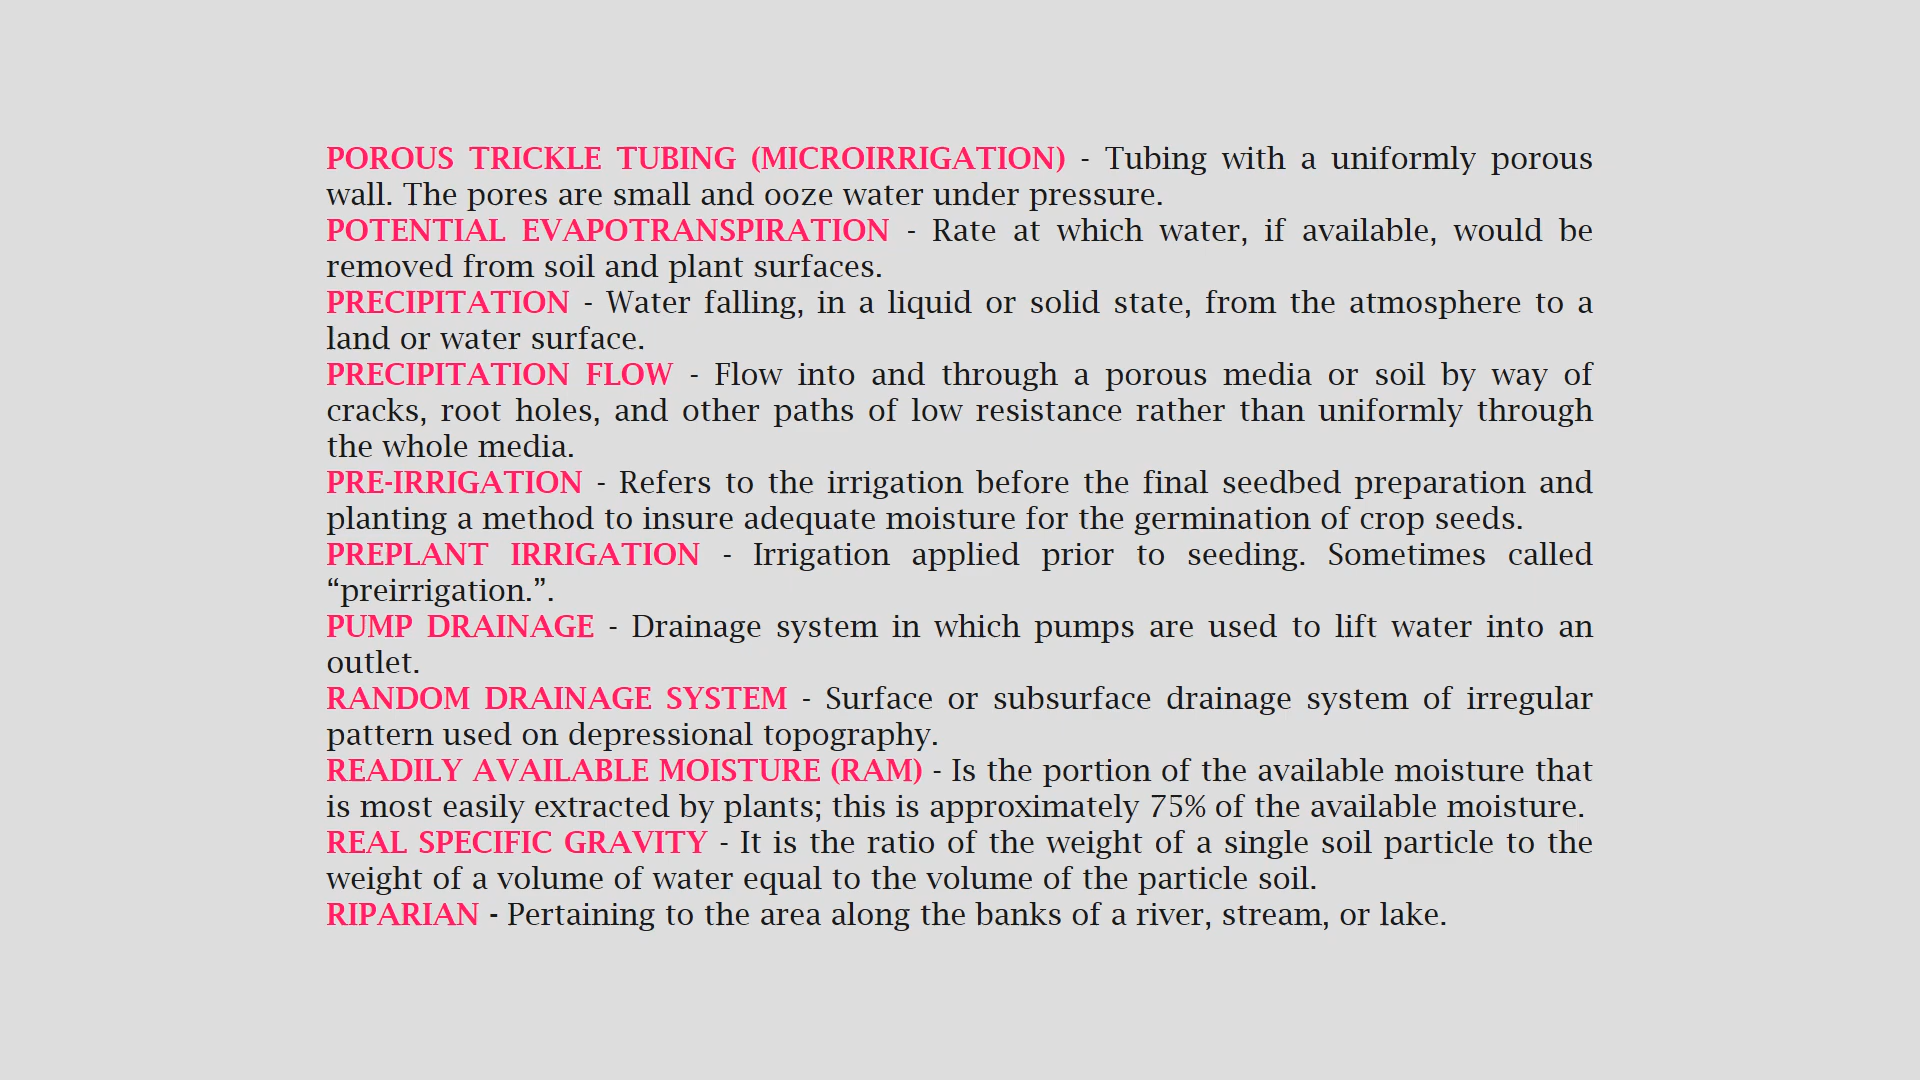 POROUS TRICKLE TUBING (MICROIRRIGATION) - Tubing with a uniformly porous
wall. The pores are small and ooze water under pressure.
POTENTIAL EVAPOTRANSPIRATION - Rate at which water, if available, would be
removed from soil and plant surfaces.
PRECIPITATION - Water falling, in a liquid or solid state, from the atmosphere to a
land or water surface.
PRECIPITATION FLOW - Flow into and through a porous media or soil by way of
cracks, root holes, and other paths of low resistance rather than uniformly through
the whole media.
PRE-IRRIGATION - Refers to the irrigation before the final seedbed preparation and
planting a method to insure adequate moisture for the germination of crop seeds.
PREPLANT IRRIGATION - Irrigation applied prior to seeding. Sometimes called
“preirrigation.”.
PUMP DRAINAGE - Drainage system in which pumps are used to lift water into an
outlet.
RANDOM DRAINAGE SYSTEM - Surface or subsurface drainage system of irregular
pattern used on depressional topography.
READILY AVAILABLE MOISTURE (RAM) - Is the portion of the available moisture that
is most easily extracted by plants; this is approximately 75% of the available moisture.
REAL SPECIFIC GRAVITY - It is the ratio of the weight of a single soil particle to the
weight of a volume of water equal to the volume of the particle soil.
RIPARIAN - Pertaining to the area along the banks of a river, stream, or lake.